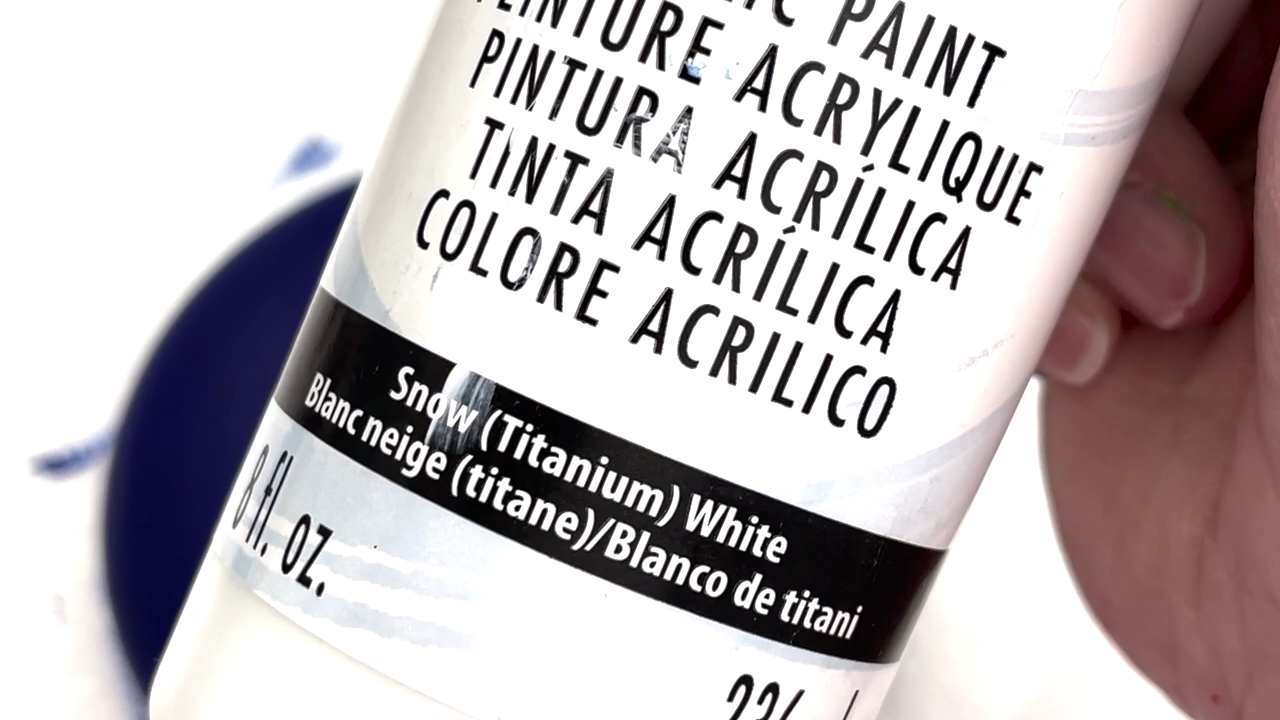 PAINT
PEINTURE ACRYLIQUE
PINTURA ACRÍLICA
TINTA ACRÍLICA
COLORE ACRILICO
Snow (Titanium) White
Blanc neige (titane)/Blanco de titani
8 fl. oz.